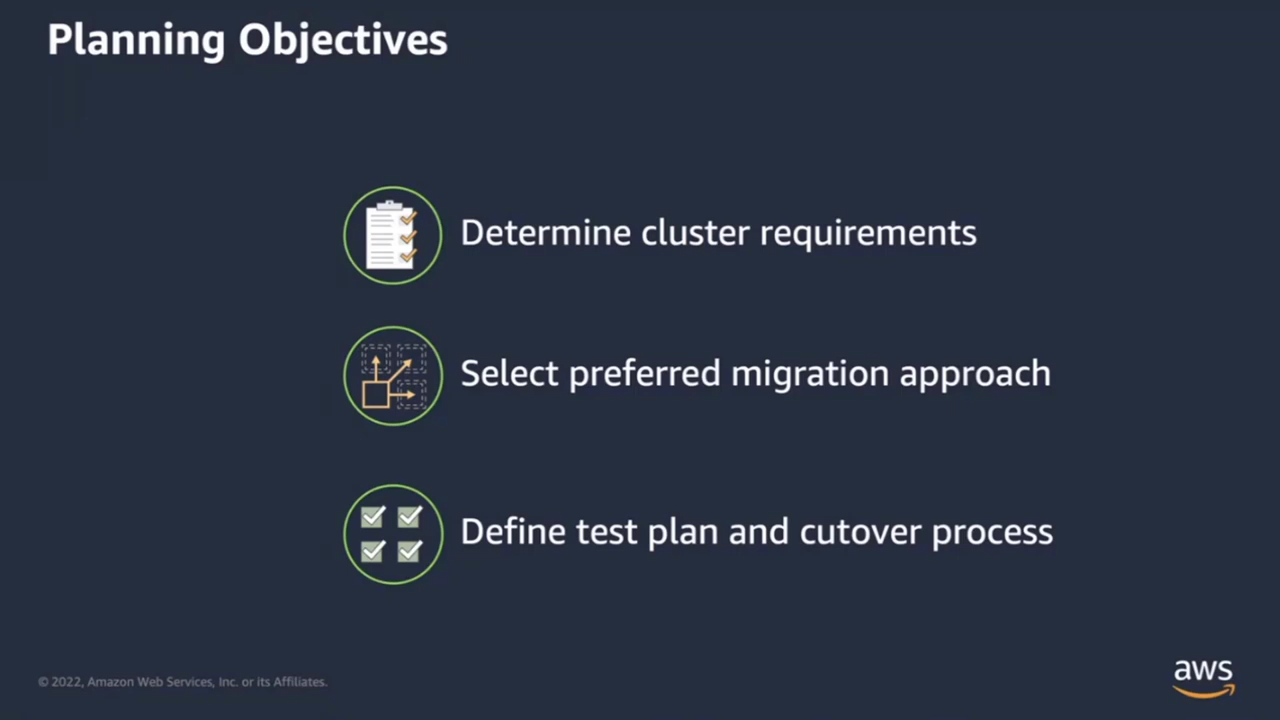 Planning Objectives
Determine cluster requirements
Select preferred migration approach
Define test plan and cutover process
© 2022, Amazon Web Services, Inc. or its Affiliates.
aws